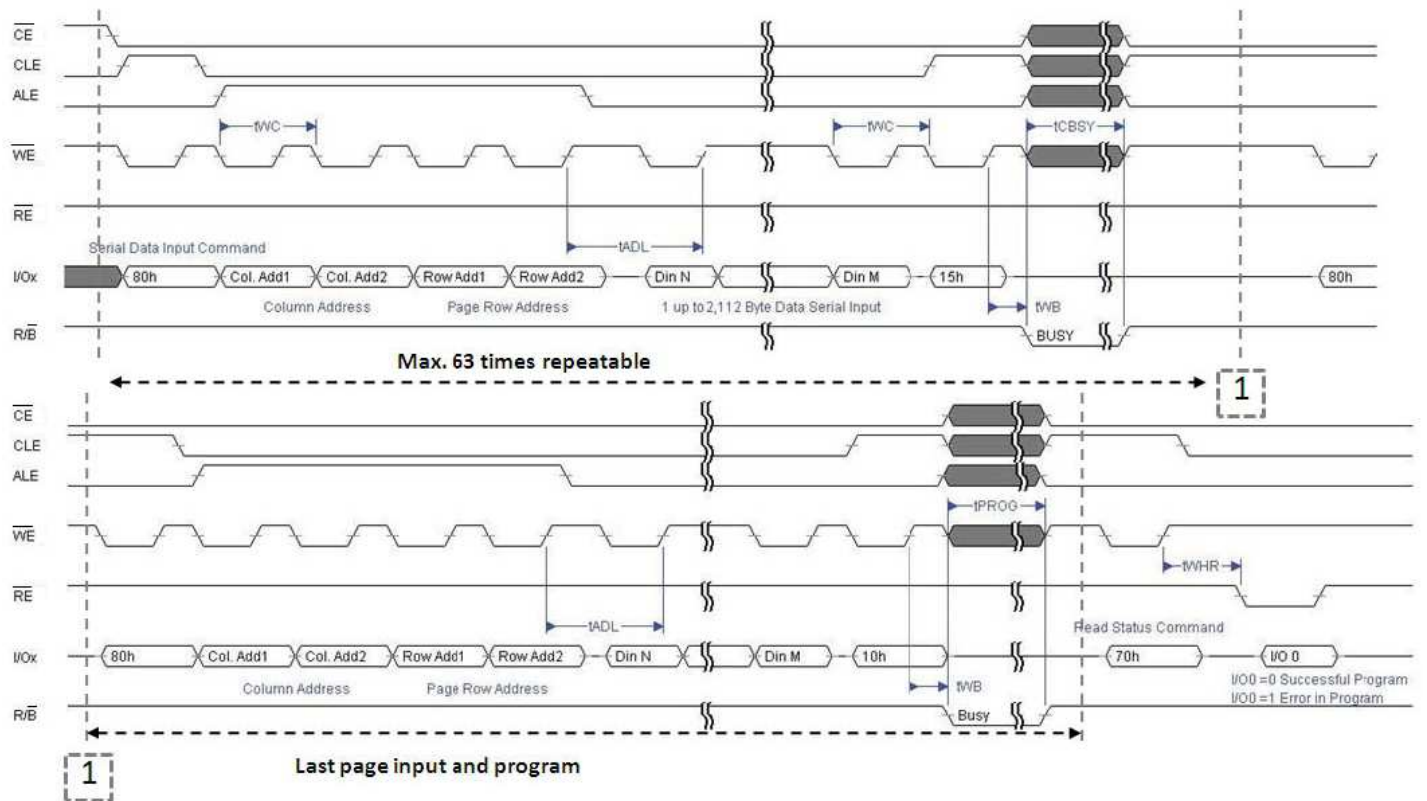 CE
CLE
ALE
tWC
tWC
tCBSY
WE
RE
Serial Data Input Command
tADL
I/Ox
80h
Col. Add1
Col. Add2
Row Add1
Row Add2
Din N
Din M
15h
80h
Column Address
Page Row Address
1 up to 2,112 Byte Data Serial Input
tWB
R/B
BUSY
Max. 63 times repeatable
1
CE
CLE
ALE
tPROG
WE
tWHR
RE
tADL
Read Status Command
I/Ox
80h
Col. Add1
Col. Add2
Row Add1
Row Add2
Din N
Din M
10h
70h
I/O 0
Column Address
Page Row Address
tWB
I/O0=0 Successful Program
I/O0=1 Error in Program
R/B
Busy
1
Last page input and program